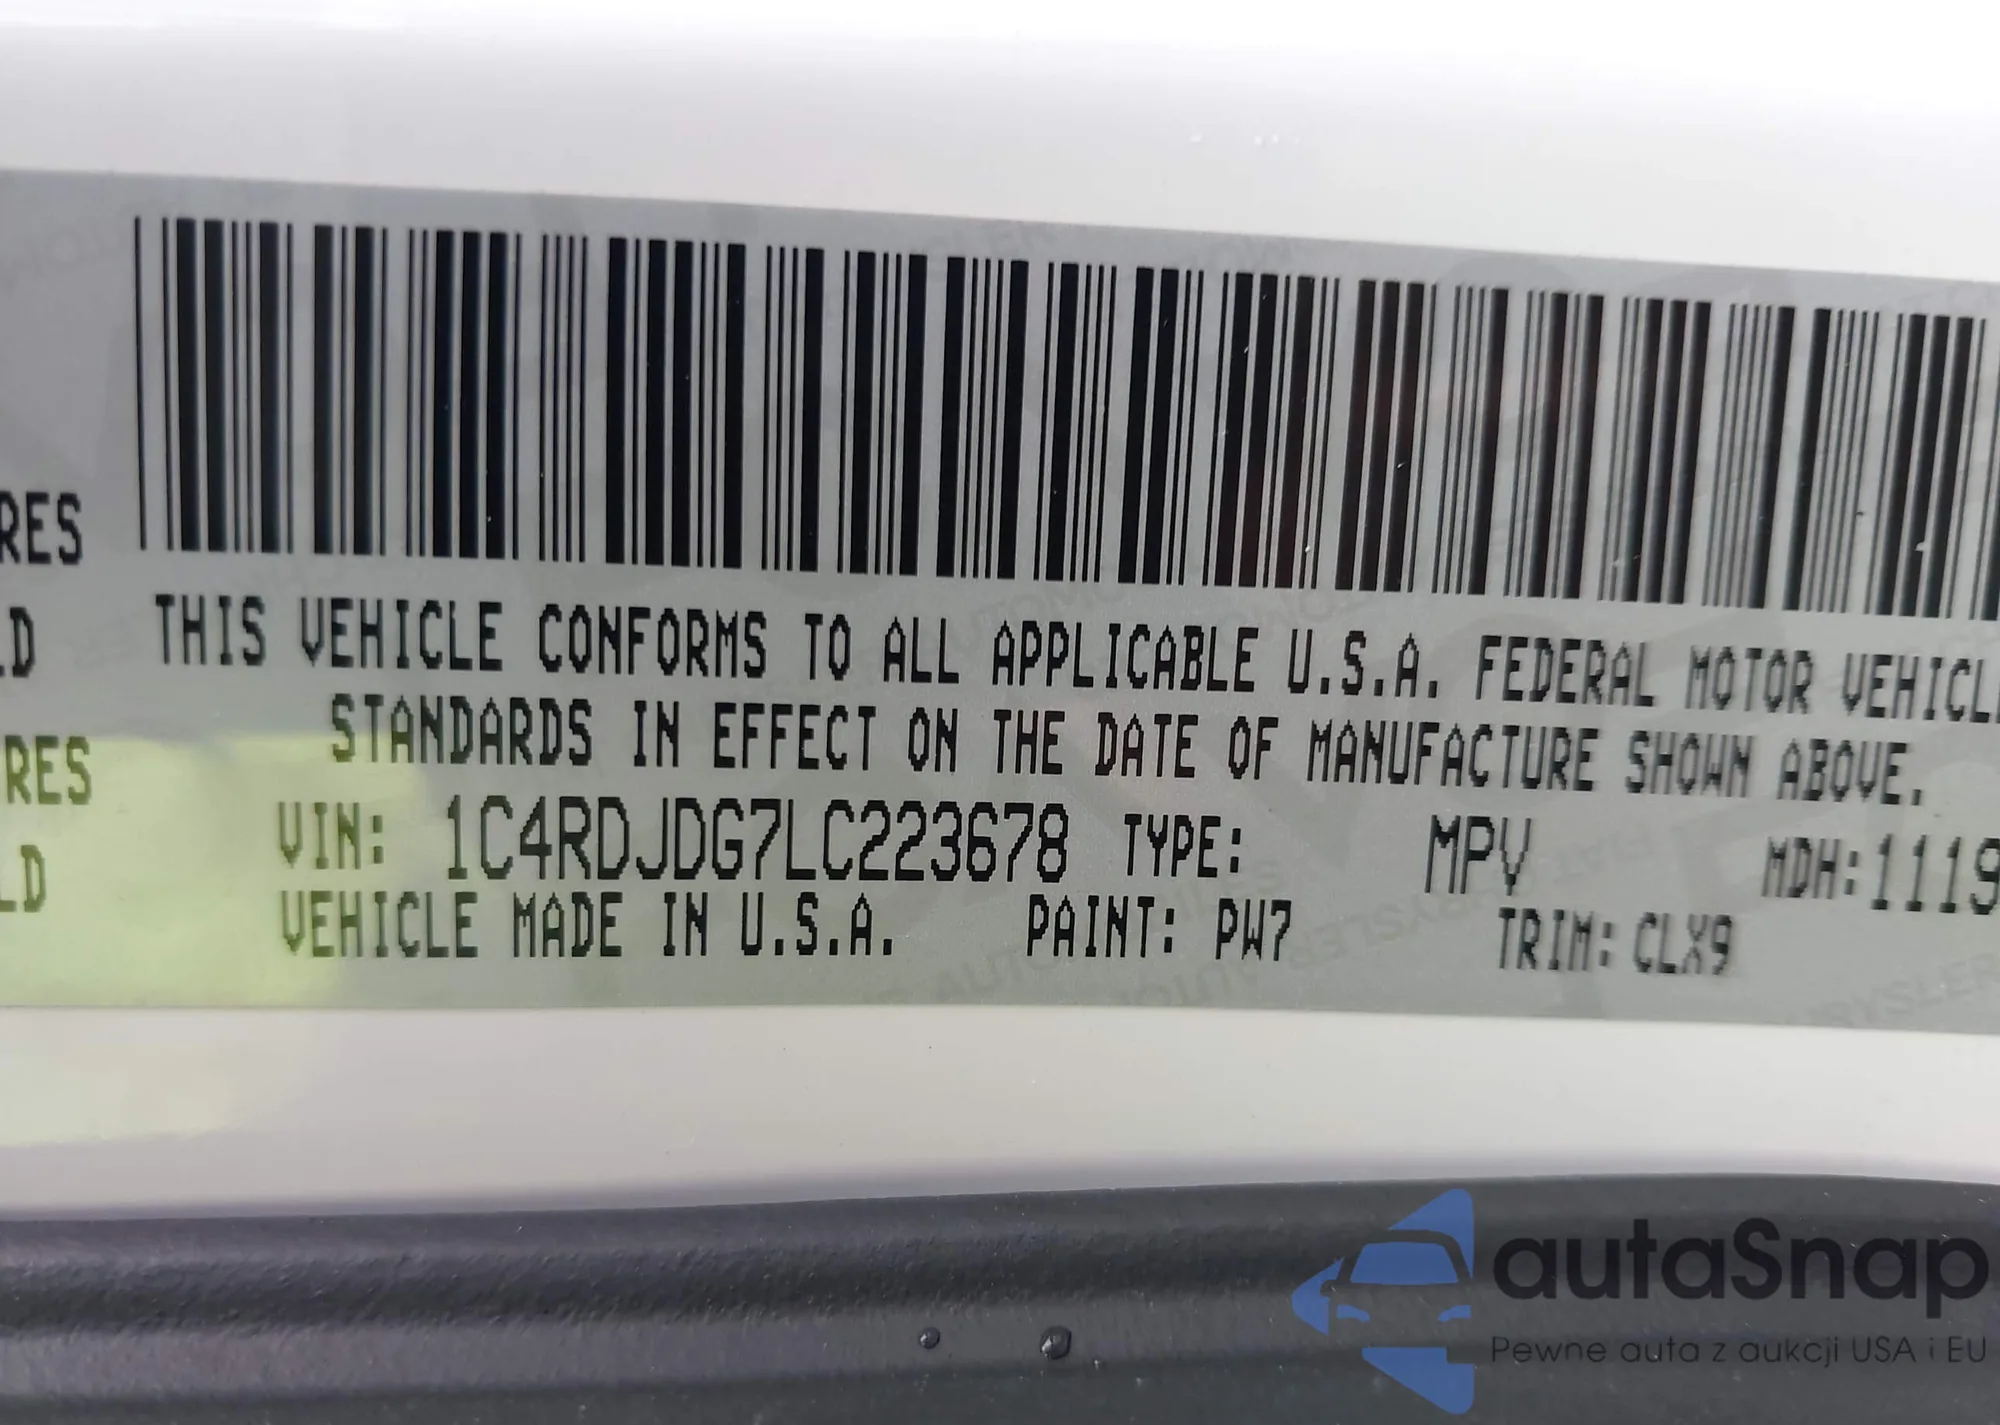 RES
LD
RES
LD
THIS VEHICLE CONFORMS TO ALL APPLICABLE U.S.A. FEDERAL MOTOR VEHICL
STANDARDS IN EFFECT ON THE DATE OF MANUFACTURE SHOWN ABOVE.
VIN: 1C4RDJDG7LC223678 TYPE: MPV MDH:1119
VEHICLE MADE IN U.S.A. PAINT: PW7 TRIM: CLX9
autaSnap
Pewne auta z aukcji USA i EU